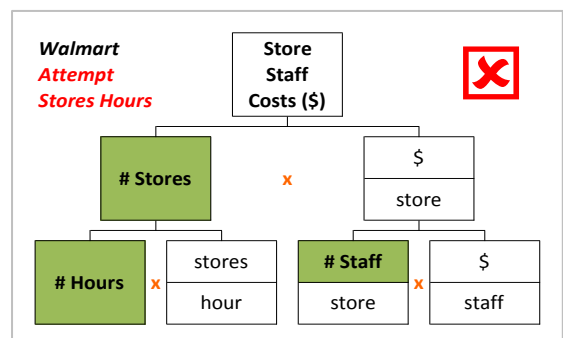 Walmart
Attempt
Stores Hours
Store
Staff
Costs ($)
x
# Stores
x
$
store
# Hours
x
stores
hour
# Staff
store
x
$
staff